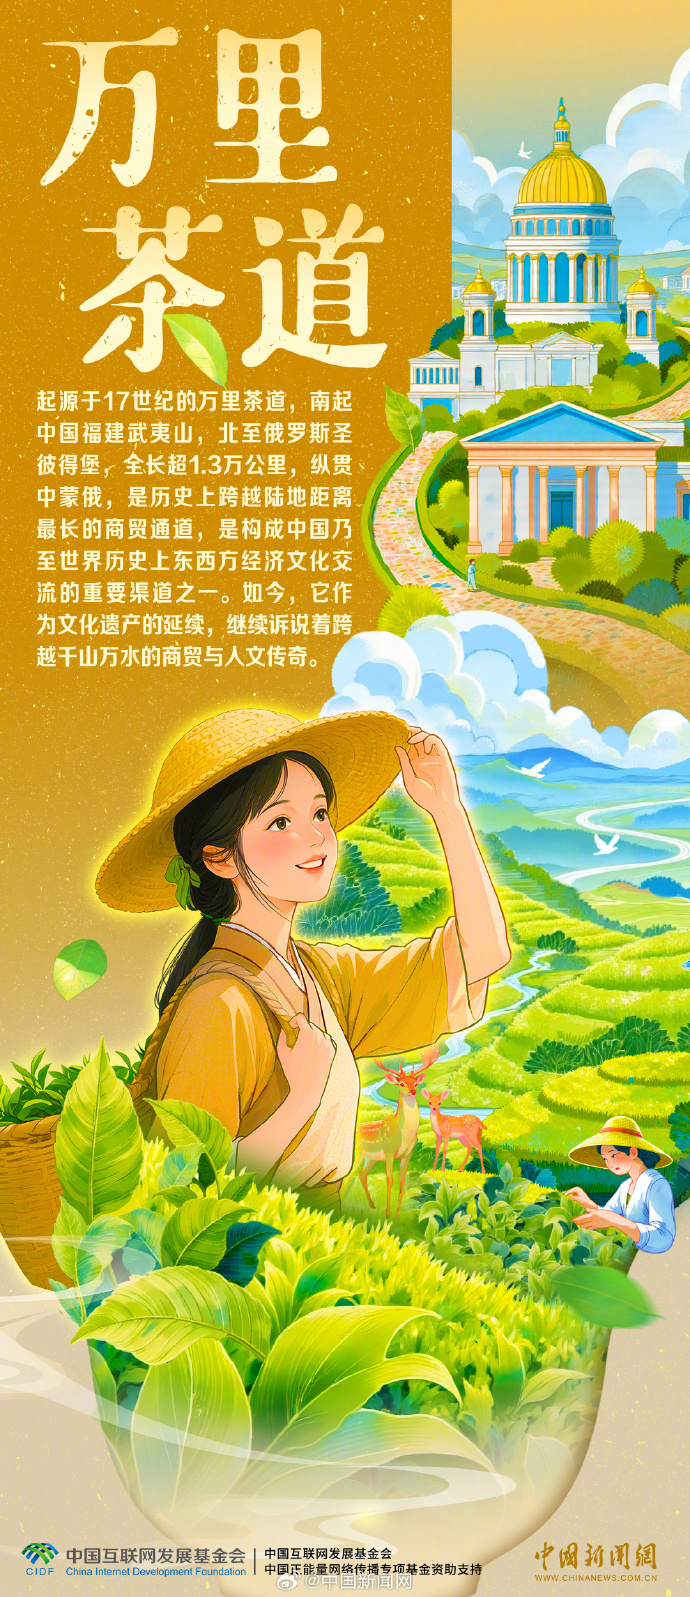 万里
茶道
起源于17世纪的万里茶道，南起
中国福建武夷山，北至俄罗斯圣
彼得堡，全长超1.3万公里，纵贯
中蒙俄，是历史上跨越陆地距离
最长的商贸通道，是构成中国乃
至世界历史上东西方经济文化交
流的重要渠道之一。如今，它作
为文化遗产的延续，继续诉说着跨
越千山万水的商贸与人文传奇。
CIDF
中国互联网发展基金会
China Internet Development Foundation
中国互联网发展基金会
中国正能量网络传播专项基金资助支持
@中国新闻网
中国新闻网
WWW.CHINANEWS.COM.CN